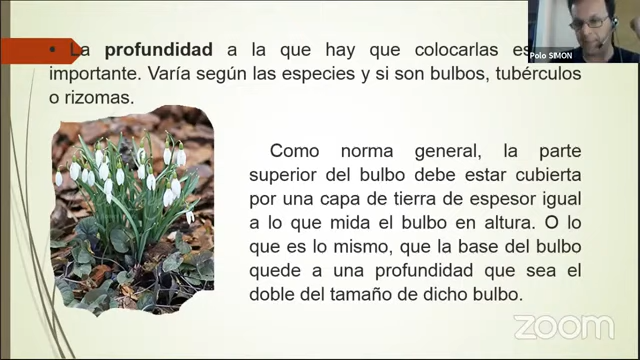 • La profundidad a la que hay que colocarlas es
importante. Varía según las especies y si son bulbos, tubérculos
o rizomas.
Como norma general, la parte
superior del bulbo debe estar cubierta
por una capa de tierra de espesor igual
a lo que mida el bulbo en altura. O lo
que es lo mismo, que la base del bulbo
quede a una profundidad que sea el
doble del tamaño de dicho bulbo.
Polo SIMON
zoom